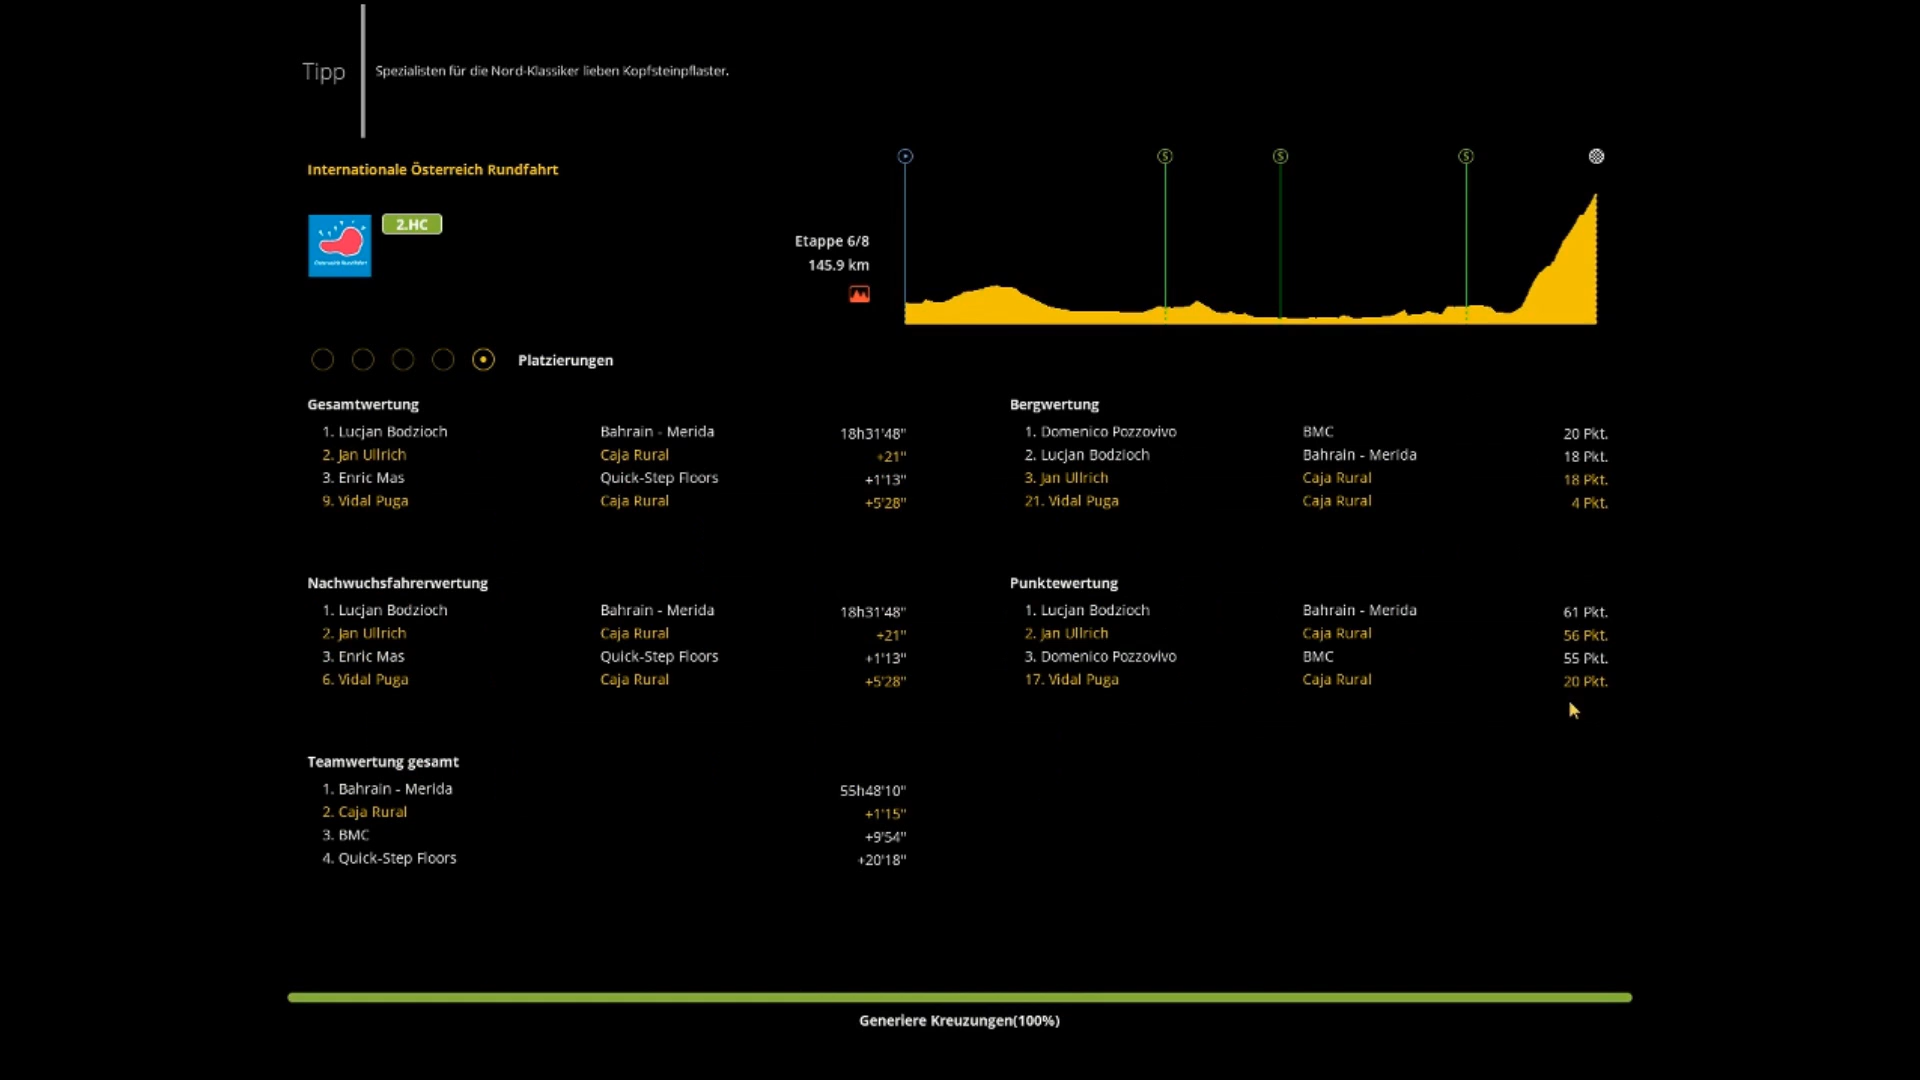 Tipp
Spezialisten für die Nord-Klassiker lieben Kopfsteinpflaster.
Internationale Österreich Rundfahrt
2.HC
Etappe 6/8
145.9 km
S S S
Platzierungen
Gesamtwertung
1. Lucjan Bodzioch Bahrain - Merida 18h31'48"
2. Jan Ullrich Caja Rural +21"
3. Enric Mas Quick-Step Floors +1'13"
9. Vidal Puga Caja Rural +5'28"
Bergwertung
1. Domenico Pozzovivo BMC 20 Pkt.
2. Lucjan Bodzioch Bahrain - Merida 18 Pkt.
3. Jan Ullrich Caja Rural 18 Pkt.
21. Vidal Puga Caja Rural 4 Pkt.
Nachwuchsfahrerwertung
1. Lucjan Bodzioch Bahrain - Merida 18h31'48"
2. Jan Ullrich Caja Rural +21"
3. Enric Mas Quick-Step Floors +1'13"
6. Vidal Puga Caja Rural +5'28"
Punktewertung
1. Lucjan Bodzioch Bahrain - Merida 61 Pkt.
2. Jan Ullrich Caja Rural 56 Pkt.
3. Domenico Pozzovivo BMC 55 Pkt.
17. Vidal Puga Caja Rural 20 Pkt.
Teamwertung gesamt
1. Bahrain - Merida 55h48'10"
2. Caja Rural +1'15"
3. BMC +9'54"
4. Quick-Step Floors +20'18"
Generiere Kreuzungen(100%)